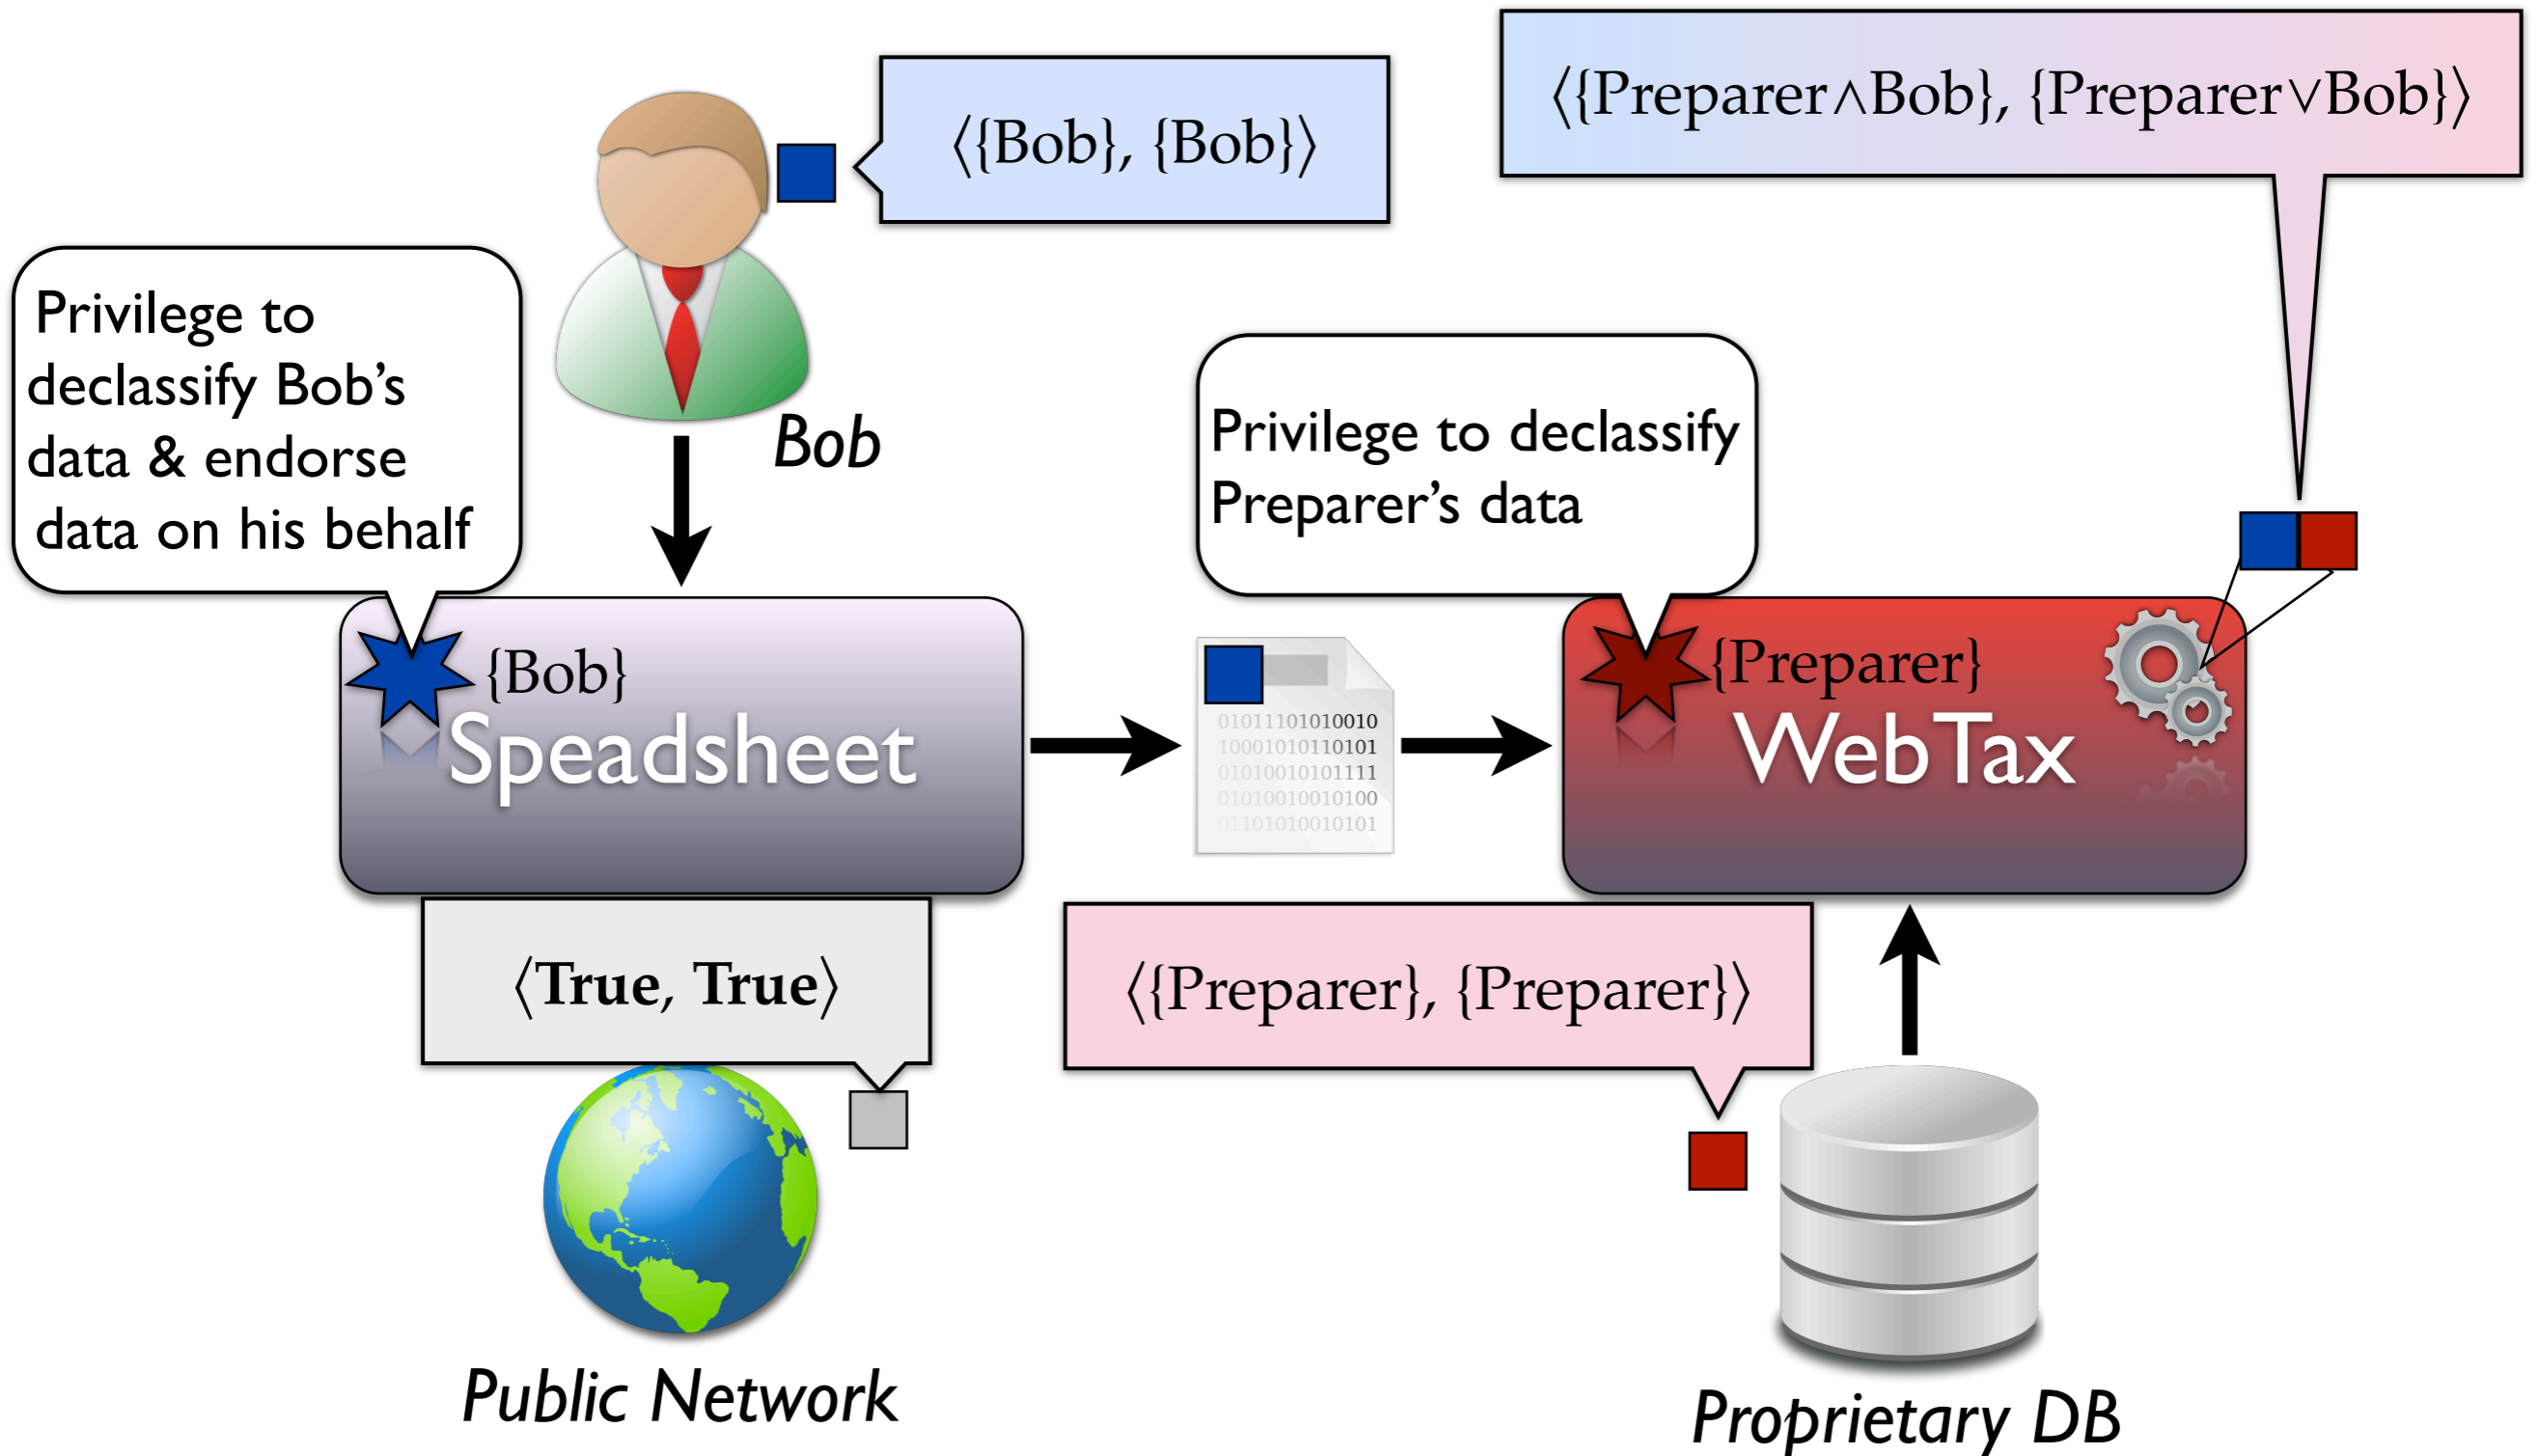 ⟨{Preparer∧Bob}, {Preparer∨Bob}⟩
⟨{Bob}, {Bob}⟩
Privilege to
declassify Bob's
data & endorse
data on his behalf
Bob
Privilege to declassify
Preparer's data
{Bob}
Speadsheet
01011101010010
10001010110101
01010010101111
01010010010100
01101010010101
{Preparer}
WebTax
⟨True, True⟩
⟨{Preparer}, {Preparer}⟩
Public Network
Proprietary DB